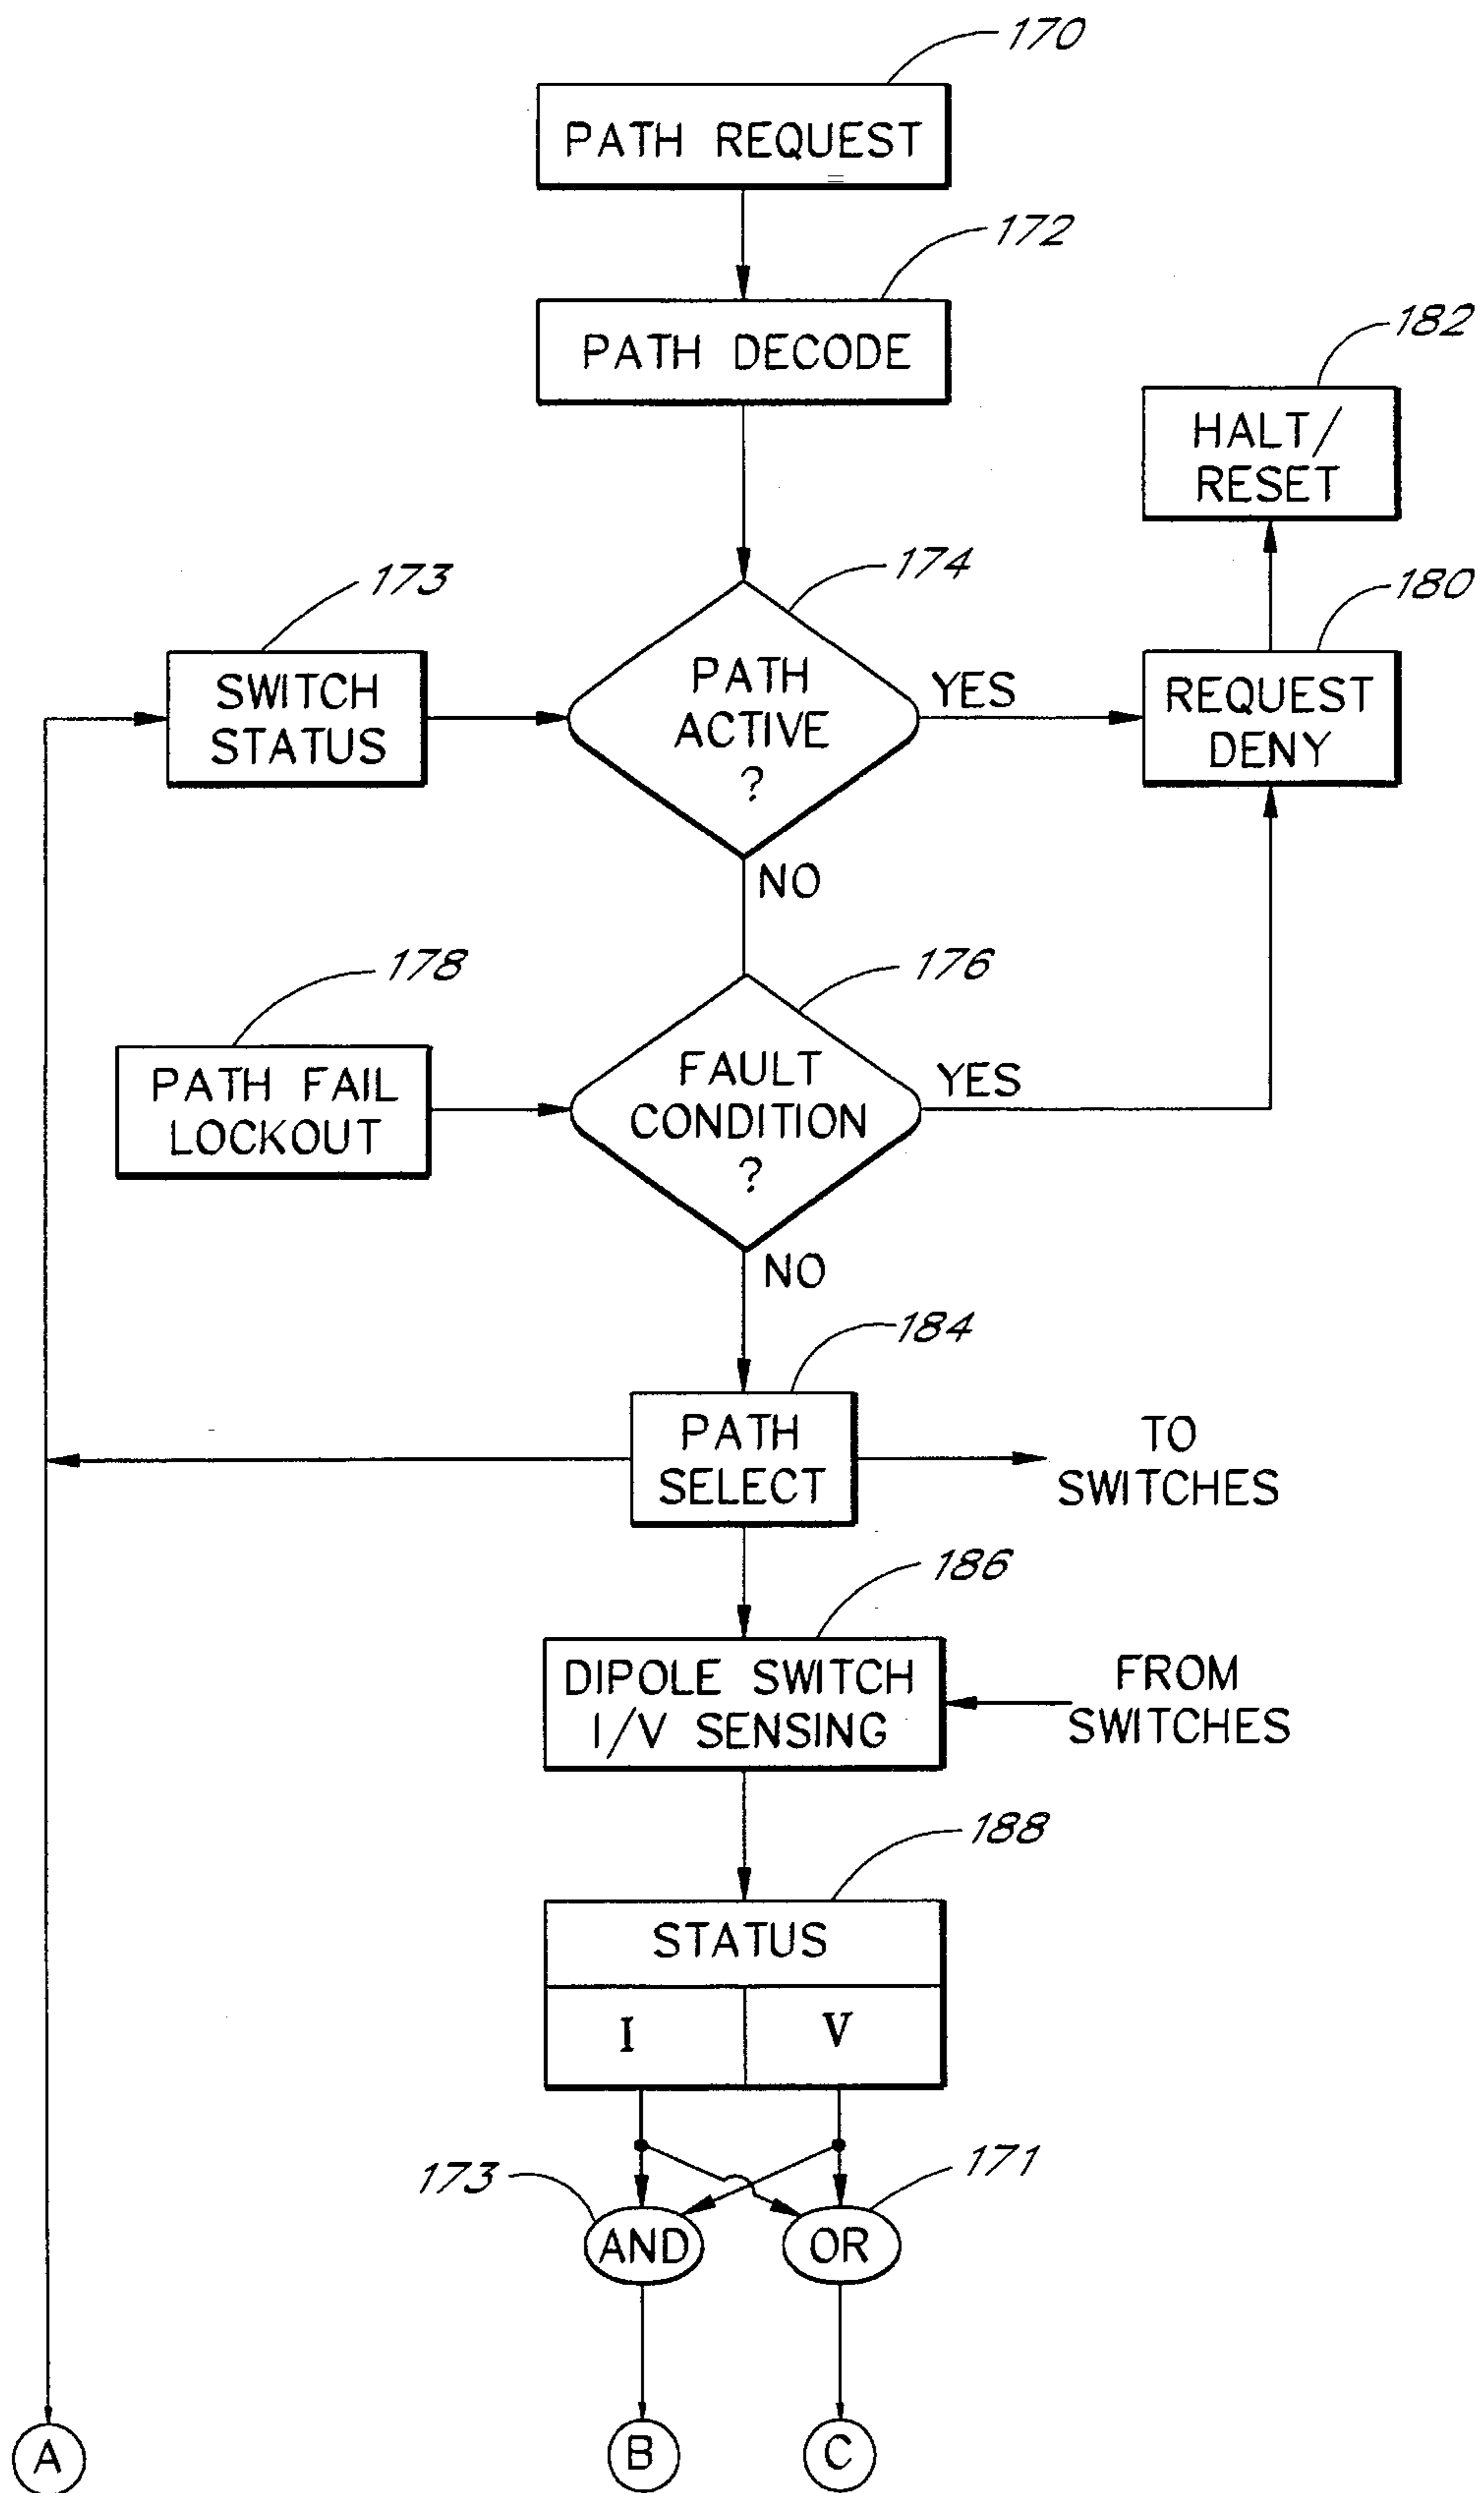 170
PATH REQUEST
172
PATH DECODE
182
HALT/
RESET
174
173
180
SWITCH
STATUS
PATH
ACTIVE
?
YES
REQUEST
DENY
NO
178
176
PATH FAIL
LOCKOUT
FAULT
CONDITION
?
YES
NO
184
PATH
SELECT
TO
SWITCHES
186
DIPOLE SWITCH
I/V SENSING
FROM
SWITCHES
188
STATUS
I
V
173
171
AND
OR
A
B
C